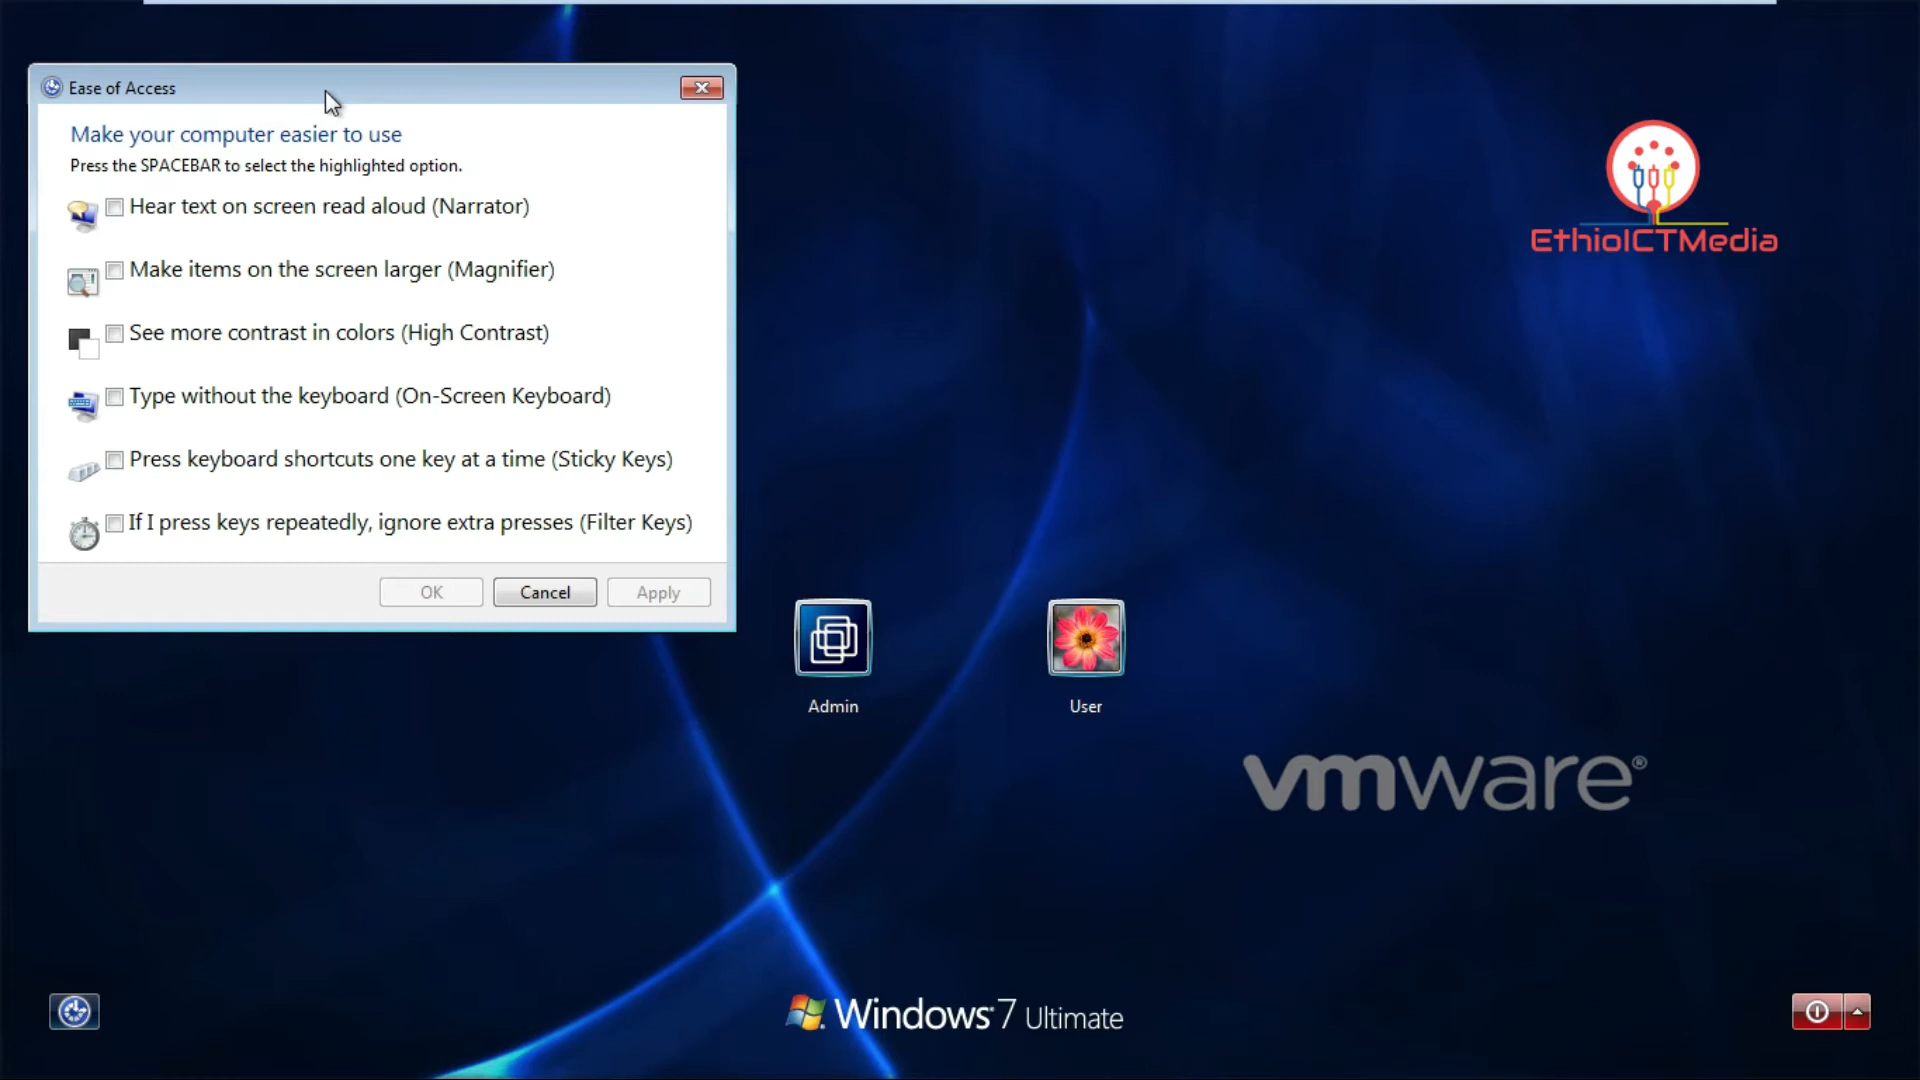 Ease of Access
Make your computer easier to use
Press the SPACEBAR to select the highlighted option.
Hear text on screen read aloud (Narrator)
Make items on the screen larger (Magnifier)
See more contrast in colors (High Contrast)
Type without the keyboard (On-Screen Keyboard)
Press keyboard shortcuts one key at a time (Sticky Keys)
If I press keys repeatedly, ignore extra presses (Filter Keys)
OK Cancel Apply
EthioICTMedia
Admin User
vmware®
Windows 7 Ultimate